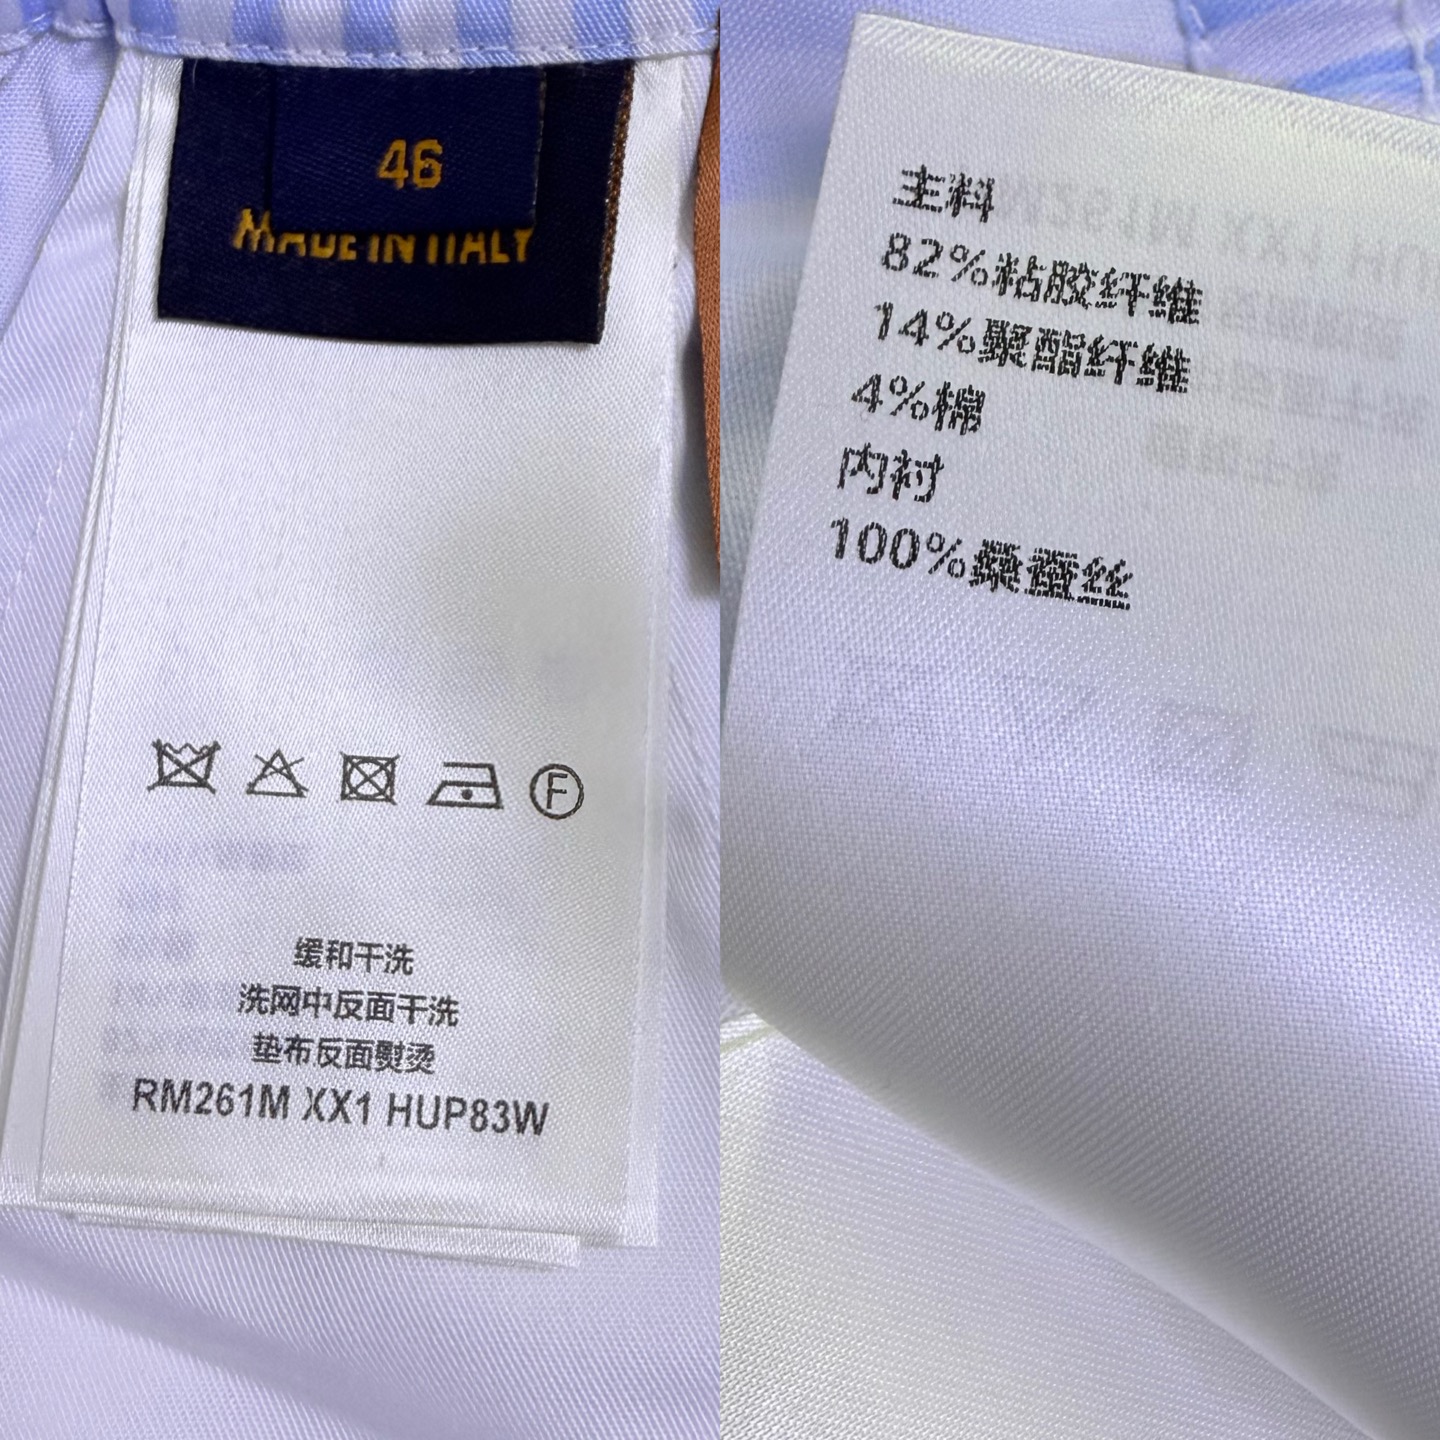 46
MADE IN ITALY
F
缓和干洗
洗网中反面干洗
垫布反面熨烫
RM261M XX1 HUP83W
主料
82%粘胶纤维
14%聚酯纤维
4%棉
内衬
100%桑蚕丝